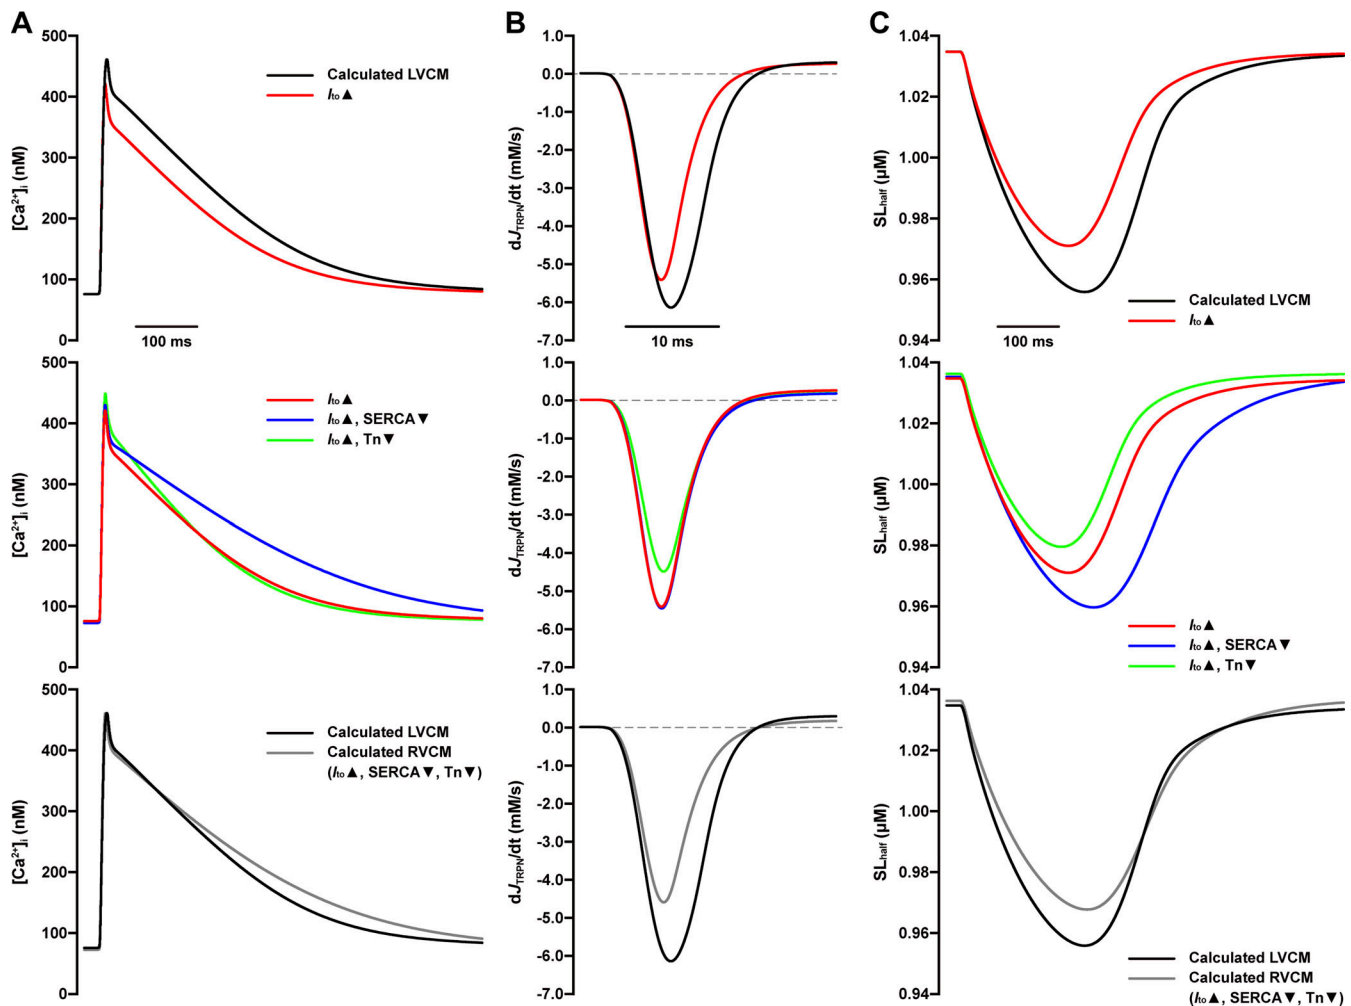 A
[Ca²⁺]ᵢ (nM)
500
400
300
200
100
0
Calculated LVCM
Ito ▲
100 ms
B
dJTRPN/dt (mM/s)
1.0
0.0
-1.0
-2.0
-3.0
-4.0
-5.0
-6.0
-7.0
10 ms
C
SLhalf (µM)
1.04
1.02
1.00
0.98
0.96
0.94
Calculated LVCM
Ito ▲
100 ms
[Ca²⁺]ᵢ (nM)
500
400
300
200
100
0
Ito ▲
Ito ▲, SERCA ▼
Ito ▲, Tn ▼
dJTRPN/dt (mM/s)
1.0
0.0
-1.0
-2.0
-3.0
-4.0
-5.0
-6.0
-7.0
SLhalf (µM)
1.04
1.02
1.00
0.98
0.96
0.94
Ito ▲
Ito ▲, SERCA ▼
Ito ▲, Tn ▼
[Ca²⁺]ᵢ (nM)
500
400
300
200
100
0
Calculated LVCM
Calculated RVCM
(Ito ▲, SERCA ▼, Tn ▼)
dJTRPN/dt (mM/s)
1.0
0.0
-1.0
-2.0
-3.0
-4.0
-5.0
-6.0
-7.0
SLhalf (µM)
1.04
1.02
1.00
0.98
0.96
0.94
Calculated LVCM
Calculated RVCM
(Ito ▲, SERCA ▼, Tn ▼)